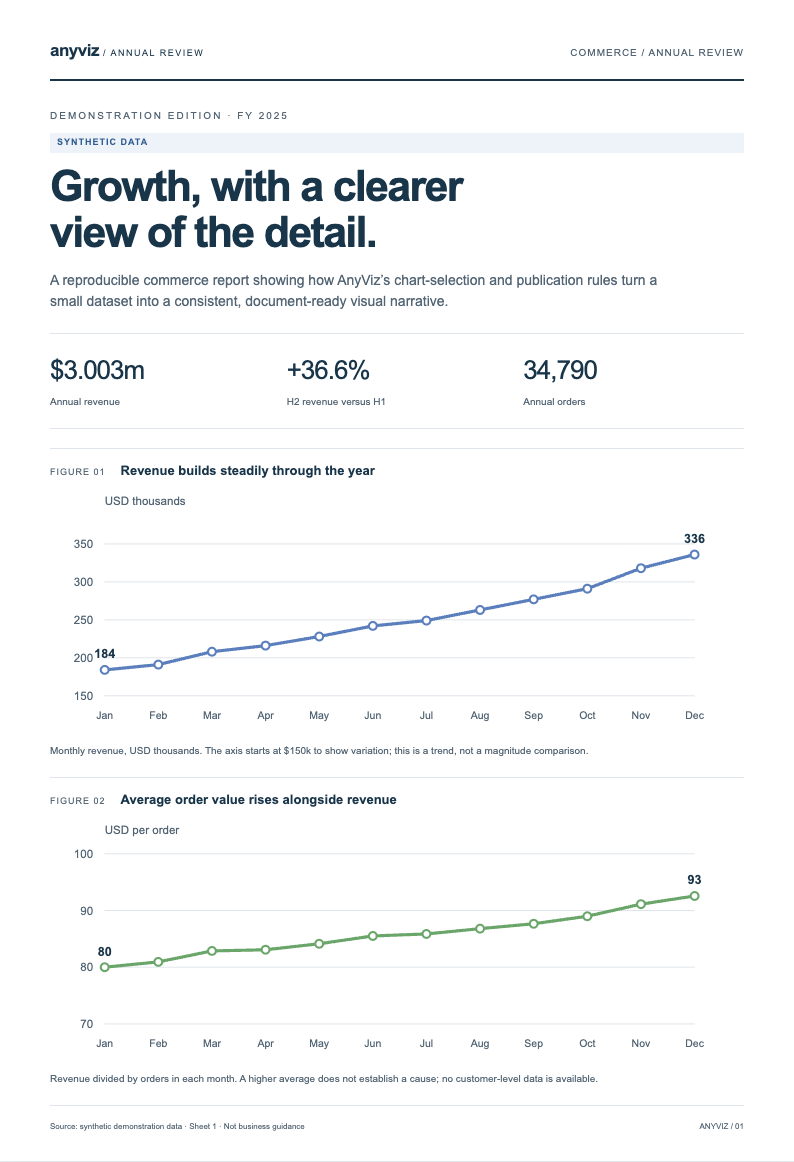 anyviz / ANNUAL REVIEW
COMMERCE / ANNUAL REVIEW
DEMONSTRATION EDITION · FY 2025
SYNTHETIC DATA
Growth, with a clearer
view of the detail.
A reproducible commerce report showing how AnyViz’s chart-selection and publication rules turn a
small dataset into a consistent, document-ready visual narrative.
$3.003m
Annual revenue
+36.6%
H2 revenue versus H1
34,790
Annual orders
FIGURE 01 Revenue builds steadily through the year
USD thousands
350
300
250
200
150
184
336
Jan Feb Mar Apr May Jun Jul Aug Sep Oct Nov Dec
Monthly revenue, USD thousands. The axis starts at $150k to show variation; this is a trend, not a magnitude comparison.
FIGURE 02 Average order value rises alongside revenue
USD per order
100
90
80
70
80
93
Jan Feb Mar Apr May Jun Jul Aug Sep Oct Nov Dec
Revenue divided by orders in each month. A higher average does not establish a cause; no customer-level data is available.
Source: synthetic demonstration data · Sheet 1 · Not business guidance
ANYVIZ / 01